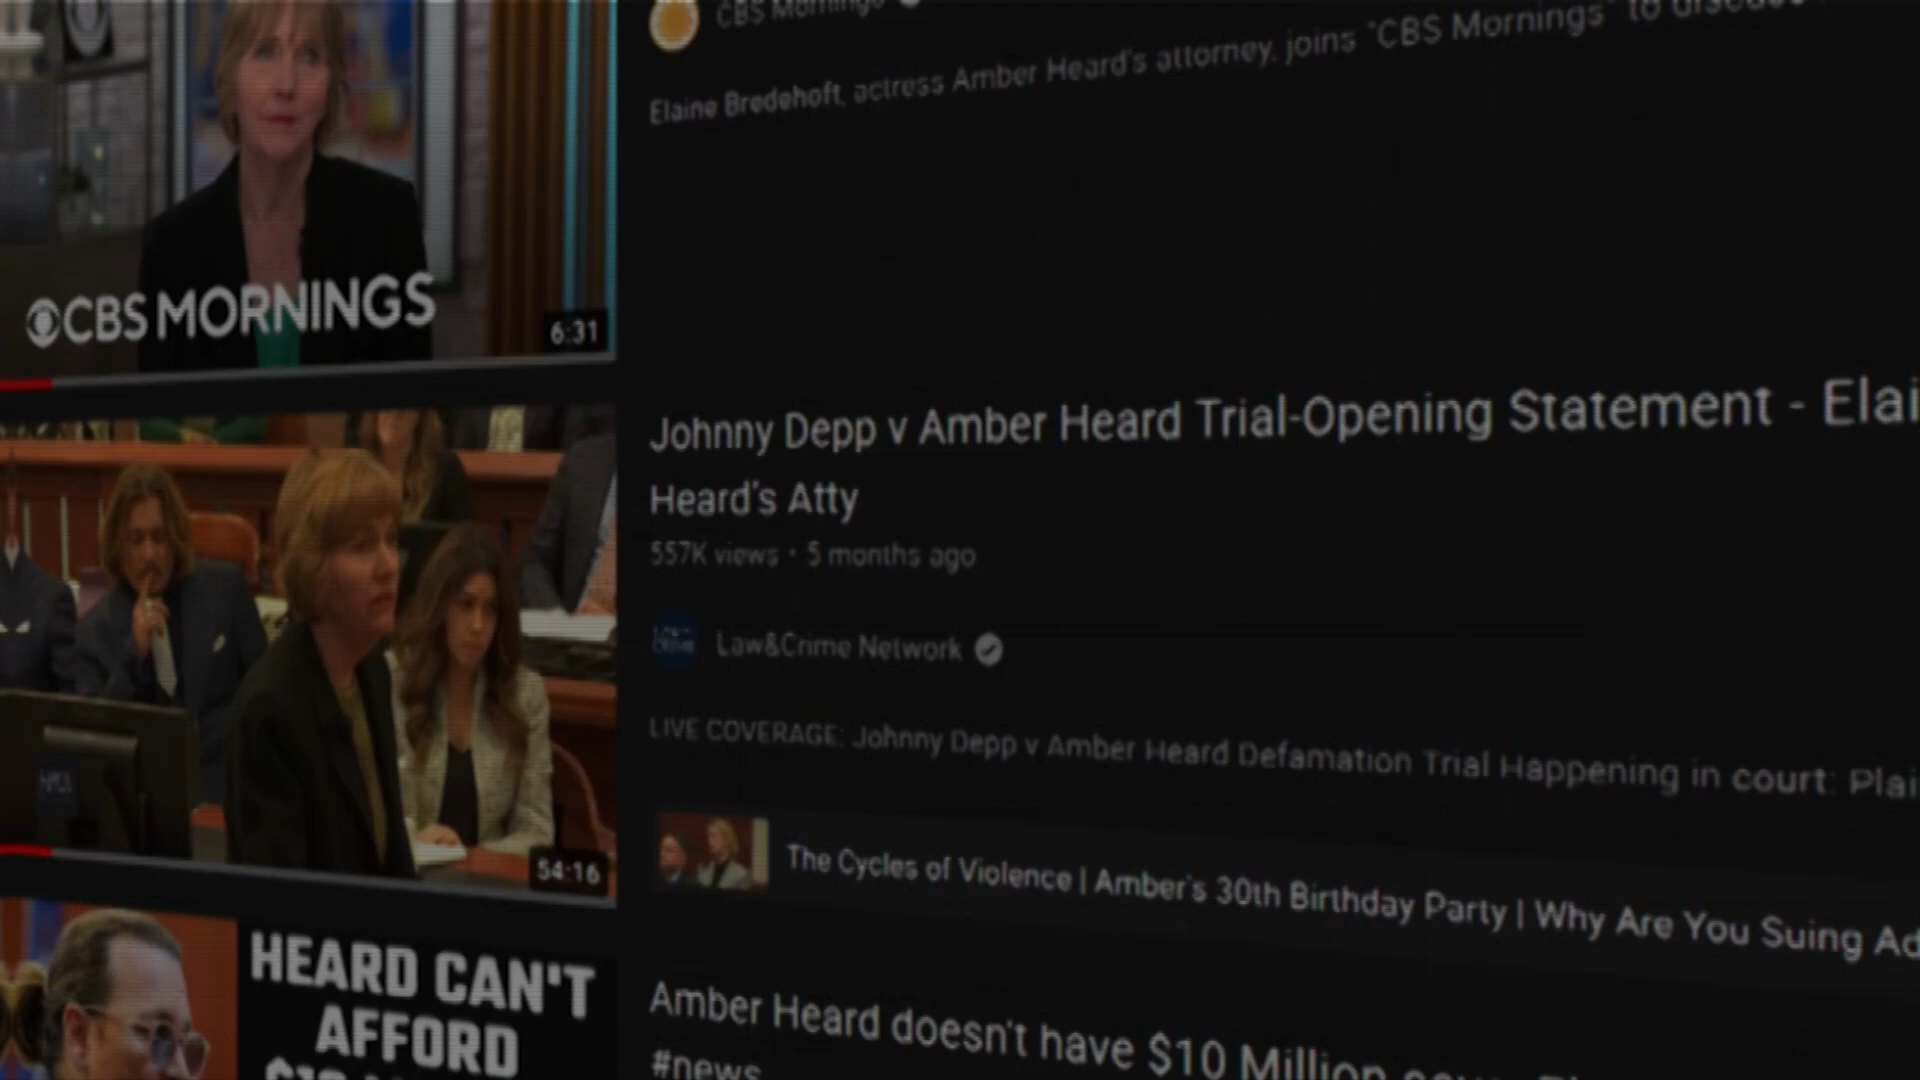 CBS Mornings
Elaine Bredehoft, actress Amber Heard's attorney, joins "CBS Mornings" to discuss
CBS MORNINGS
6:31
Johnny Depp v Amber Heard Trial-Opening Statement - Elai
Heard's Atty
557K views • 5 months ago
Law&Crime Network
LIVE COVERAGE: Johnny Depp v Amber Heard Defamation Trial Happening in court: Plai
54:16
The Cycles of Violence | Amber's 30th Birthday Party | Why Are You Suing Ad
HEARD CAN'T
AFFORD
Amber Heard doesn't have $10 Million
#news